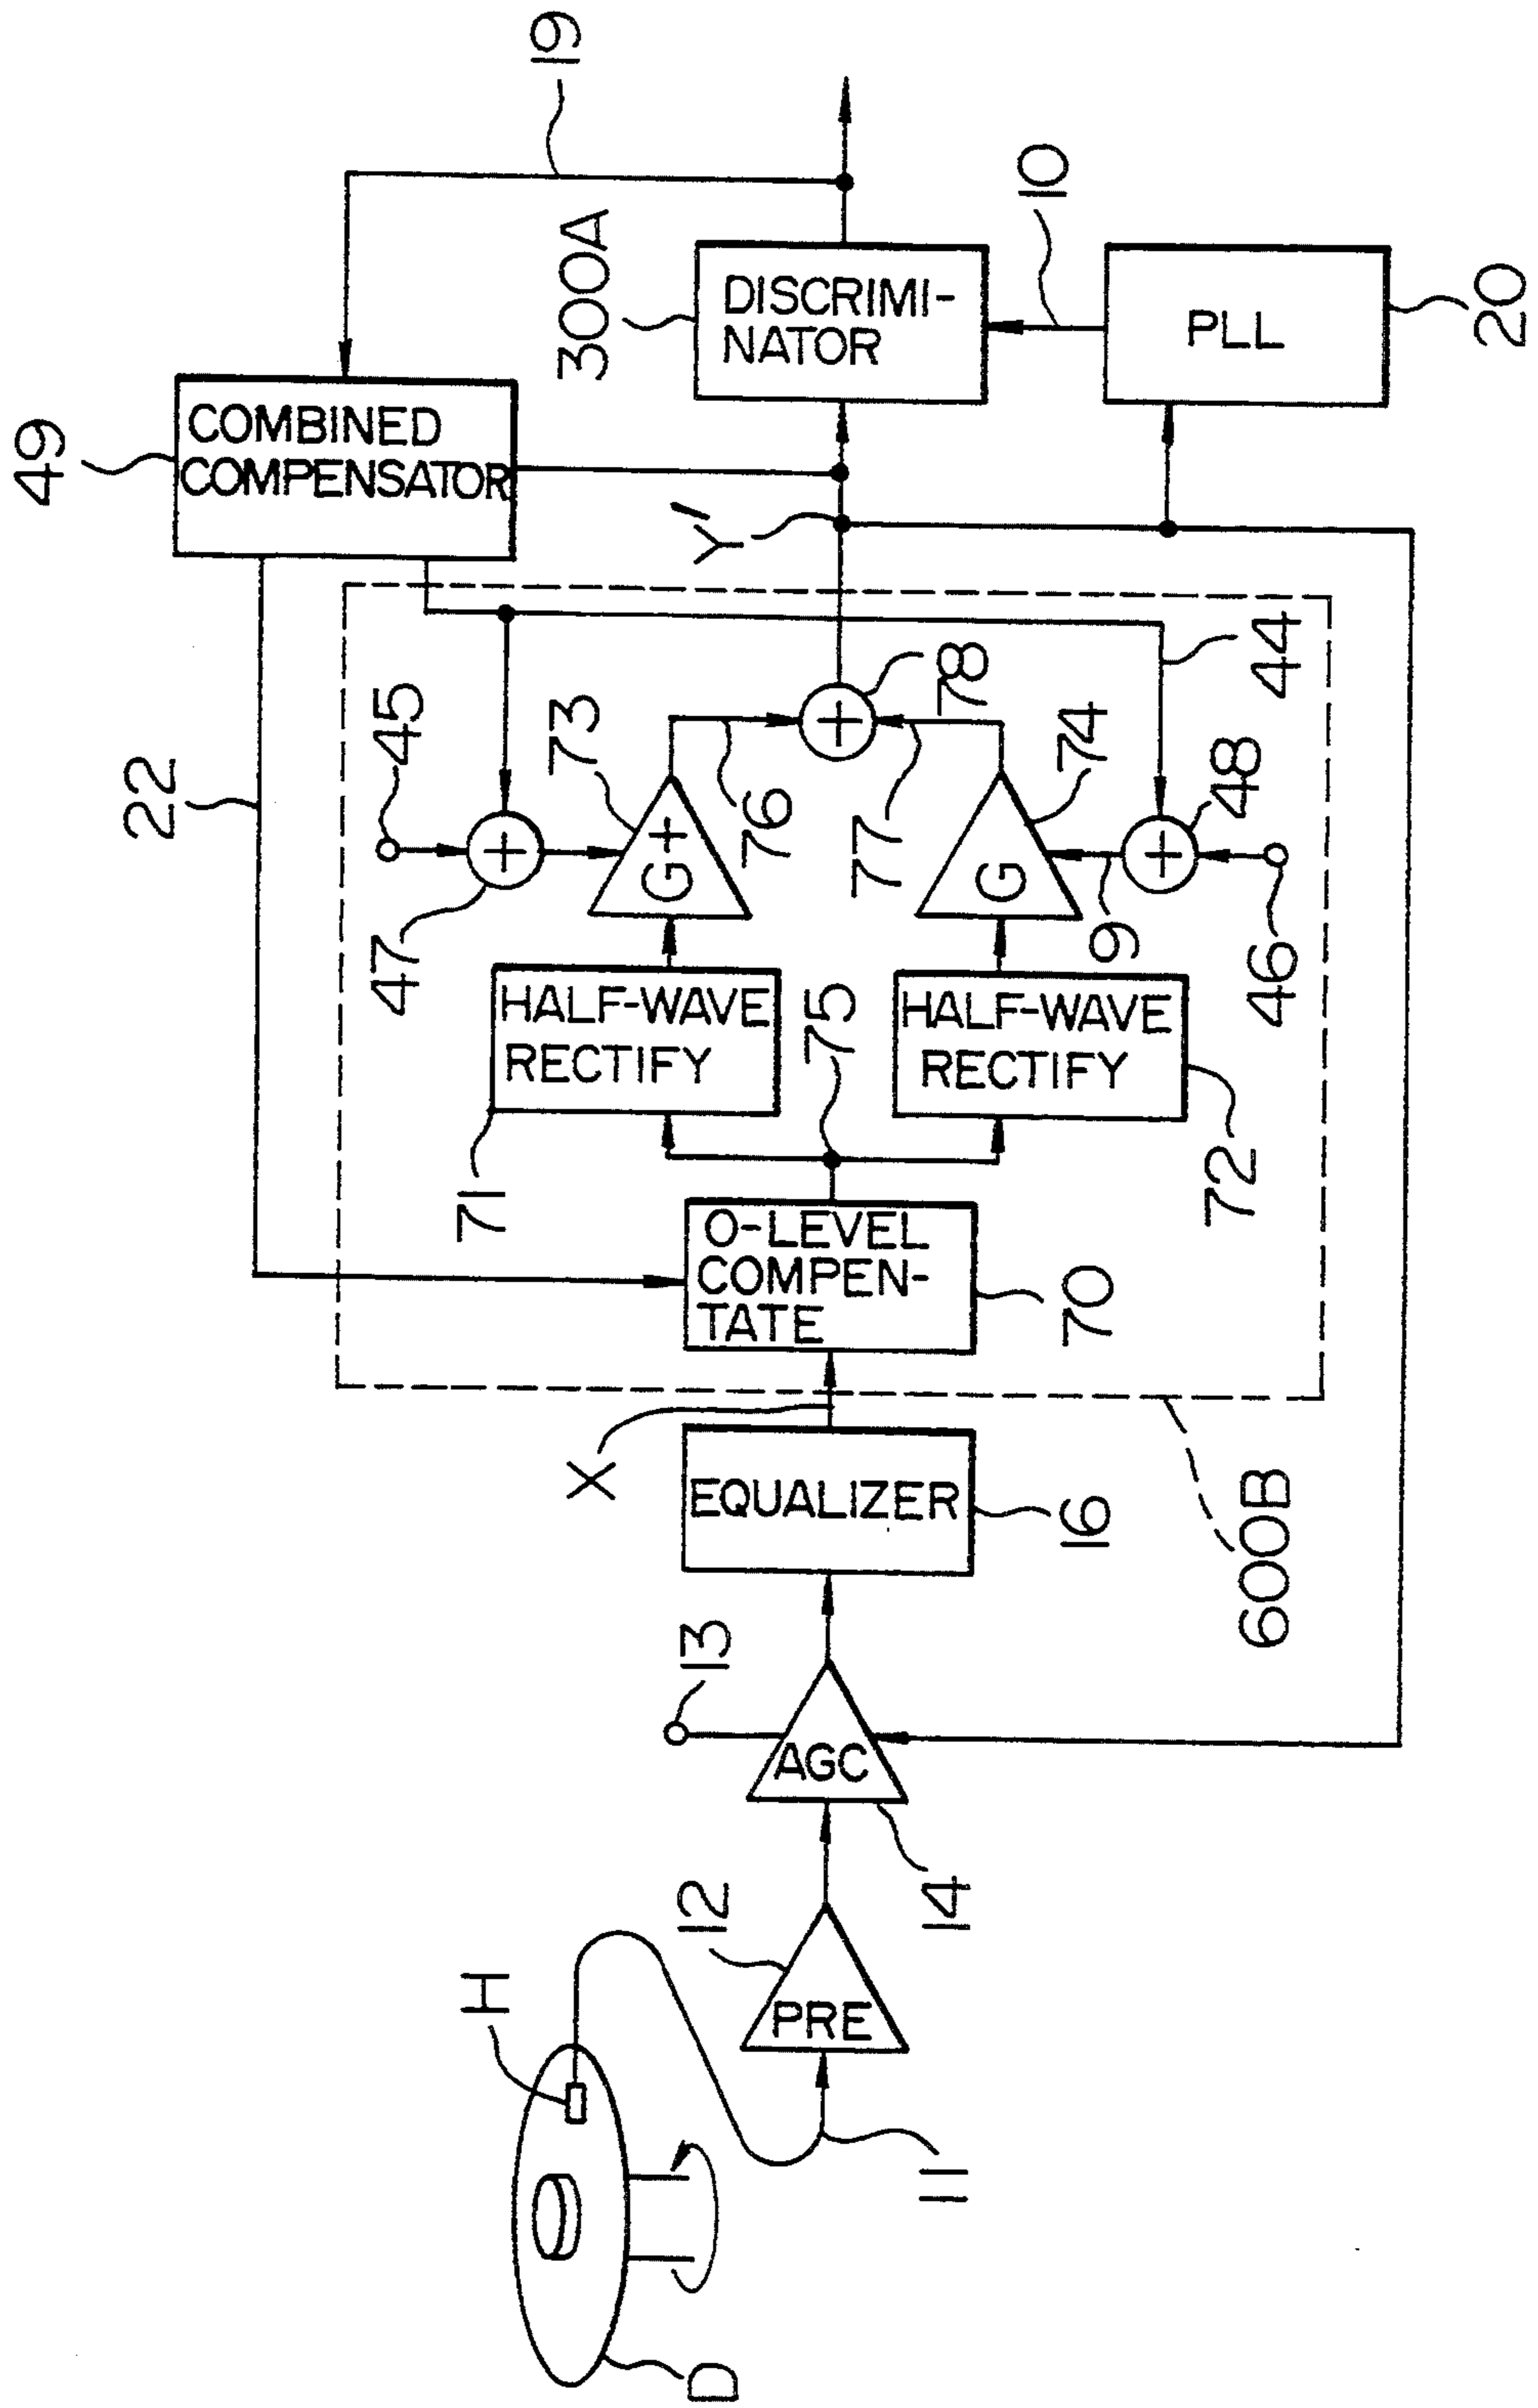 D
H
11
PRE
12
AGC
14
13
EQUALIZER
16
X
600B
O-LEVEL
COMPEN-
TATE
70
22
75
HALF-WAVE
RECTIFY
71
HALF-WAVE
RECTIFY
72
45
47
G+
73
76
G
74
77
9
46
48
78
44
Y'
COMBINED
COMPENSATOR
49
DISCRIMI-
NATOR
300A
19
10
PLL
20